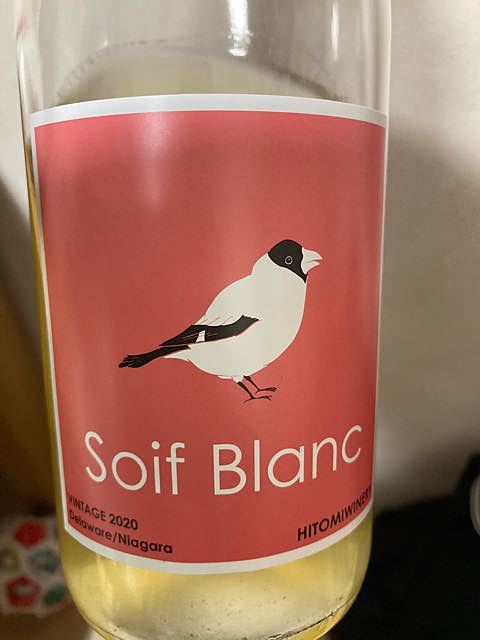 Soif Blanc
VINTAGE 2020
Delaware/Niagara
HITOMIWINERY